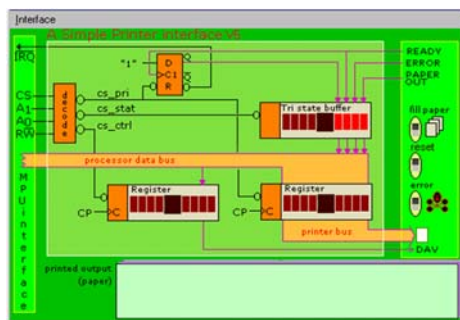 Interface
A Simple Printer interface v6
IRQ
"1"
D
Q
C1
Q
R
READY
ERROR
PAPER
OUT
CS
A1
A0
RW
decode
cs_pri
cs_stat
cs_ctrl
Tri state buffer
fill paper
reset
error
processor data bus
MPUinterface
Register
CP
C
Register
CP
C
printer bus
DAV
printed output
(paper)